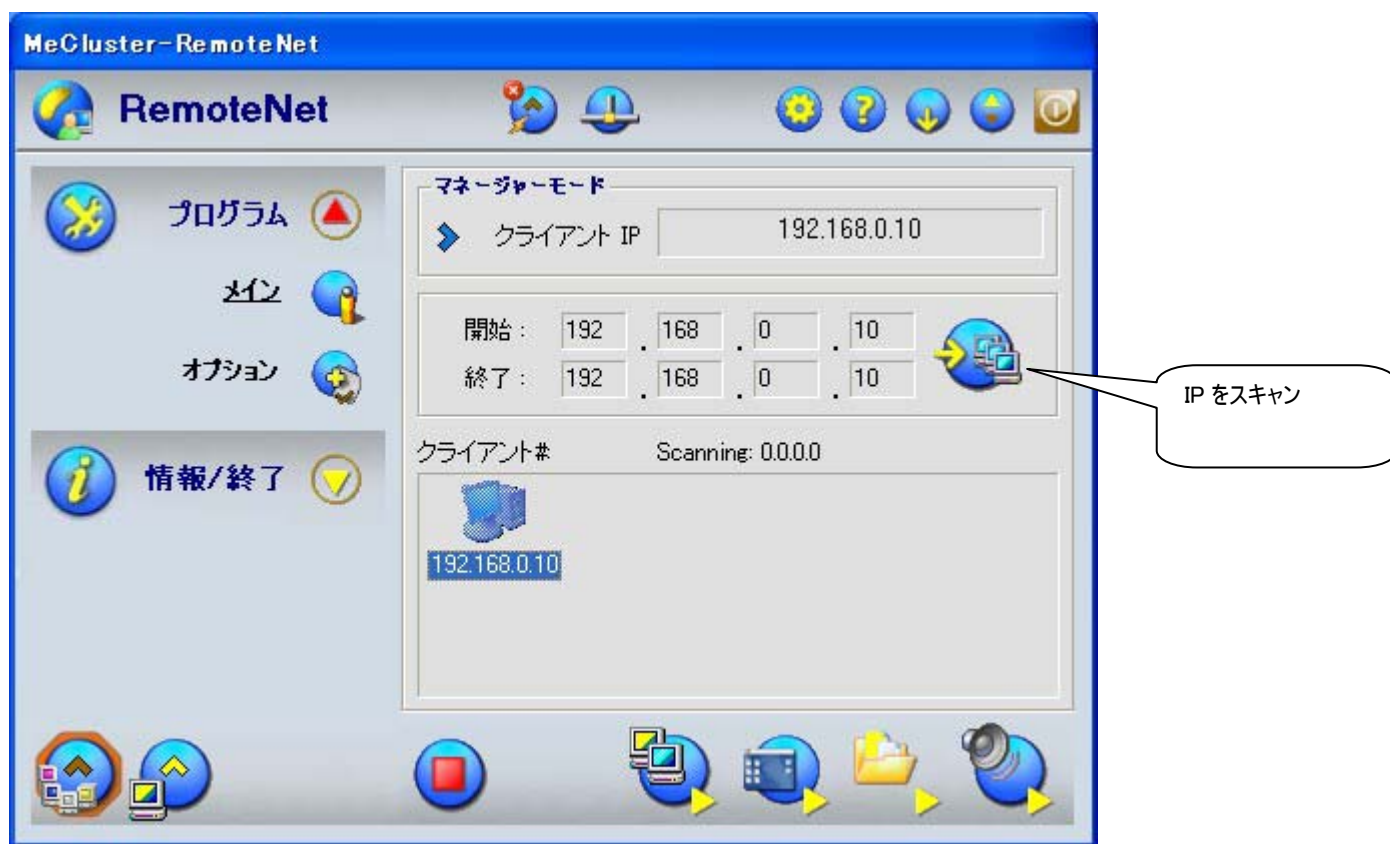 MeCluster-RemoteNet
RemoteNet
プログラム
メイン
オプション
情報/終了
マネージャーモード
クライアント IP 192.168.0.10
開始： 192 . 168 . 0 . 10
終了： 192 . 168 . 0 . 10
IP をスキャン
クライアント# Scanning: 0.0.0.0
192.168.0.10